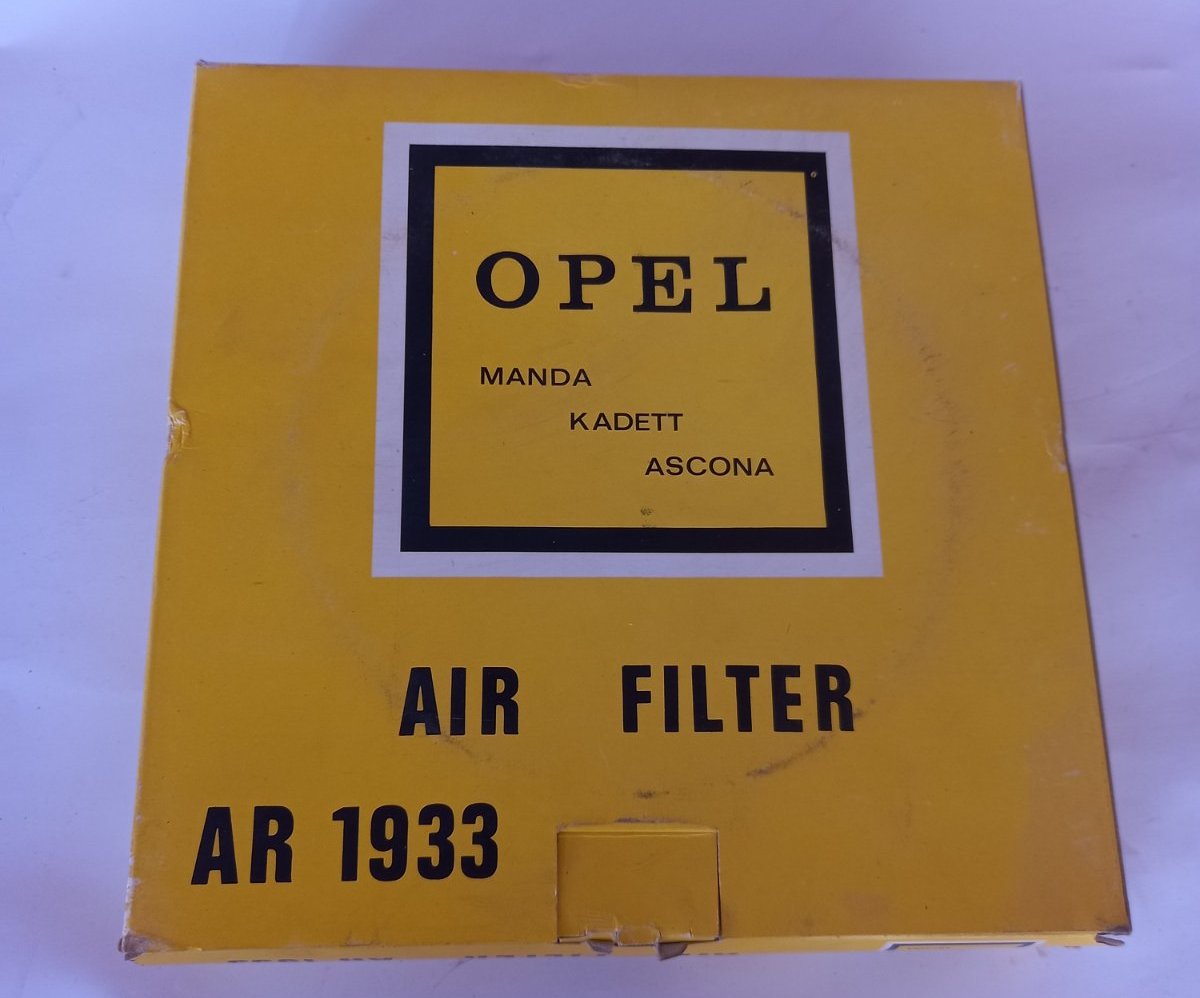 OPEL
MANDA
KADETT
ASCONA
AIR FILTER
AR 1933